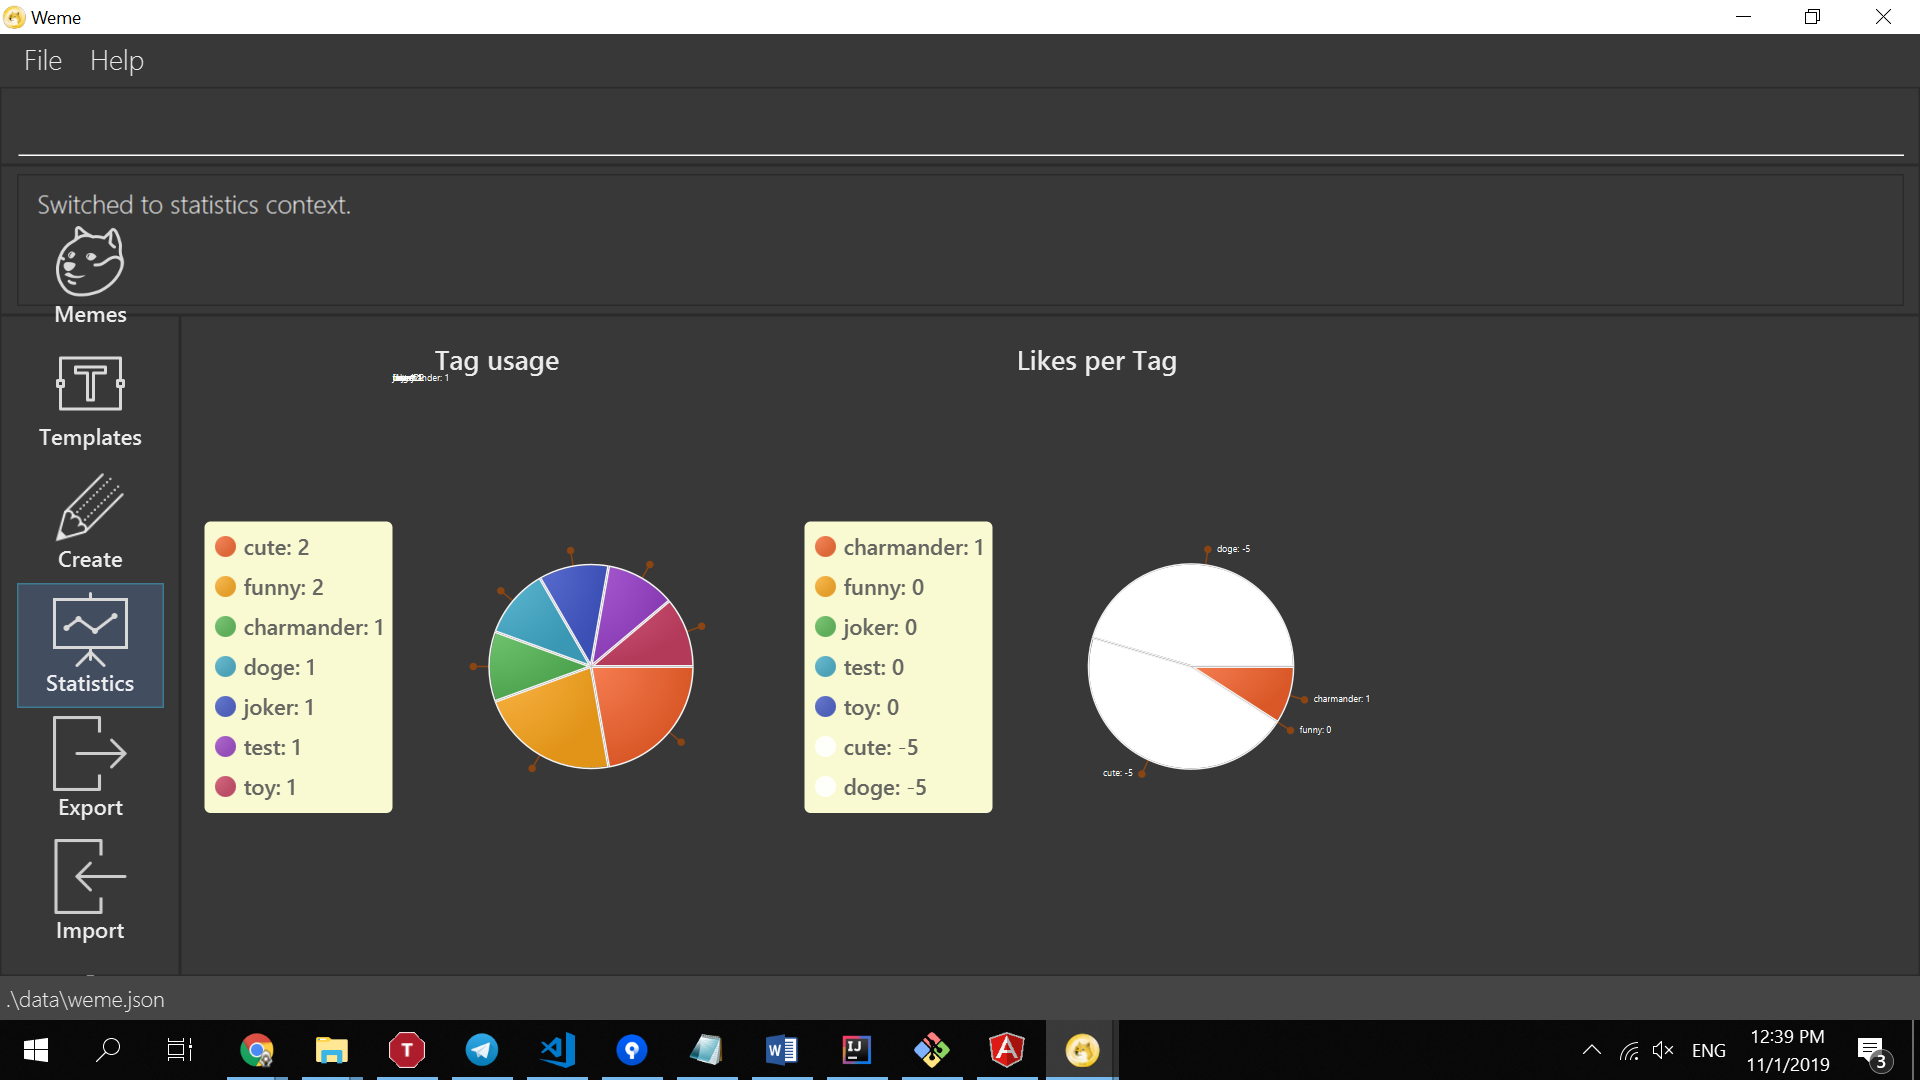 Weme
File Help
Switched to statistics context.
Memes
Templates
Create
Statistics
Export
Import
Tag usage
cute: 2
funny: 2
charmander: 1
doge: 1
joker: 1
test: 1
toy: 1
Likes per Tag
charmander: 1
funny: 0
joker: 0
test: 0
toy: 0
cute: -5
doge: -5
doge: -5
charmander: 1
funny: 0
cute: -5
.\data\weme.json
ENG
12:39 PM
11/1/2019
3